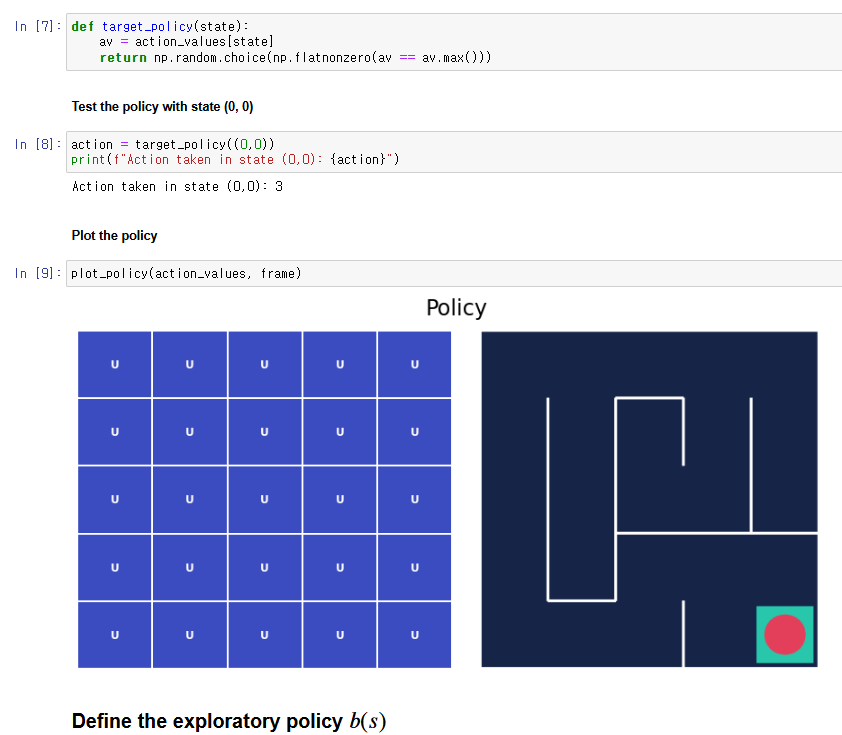 In [7]: def target_policy(state):
    av = action_values[state]
    return np.random.choice(np.flatnonzero(av == av.max()))
Test the policy with state (0, 0)
In [8]: action = target_policy((0,0))
print(f"Action taken in state (0,0): {action}")
Action taken in state (0,0): 3
Plot the policy
In [9]: plot_policy(action_values, frame)
Policy
U U U U U
U U U U U
U U U U U
U U U U U
U U U U U
Define the exploratory policy b(s)